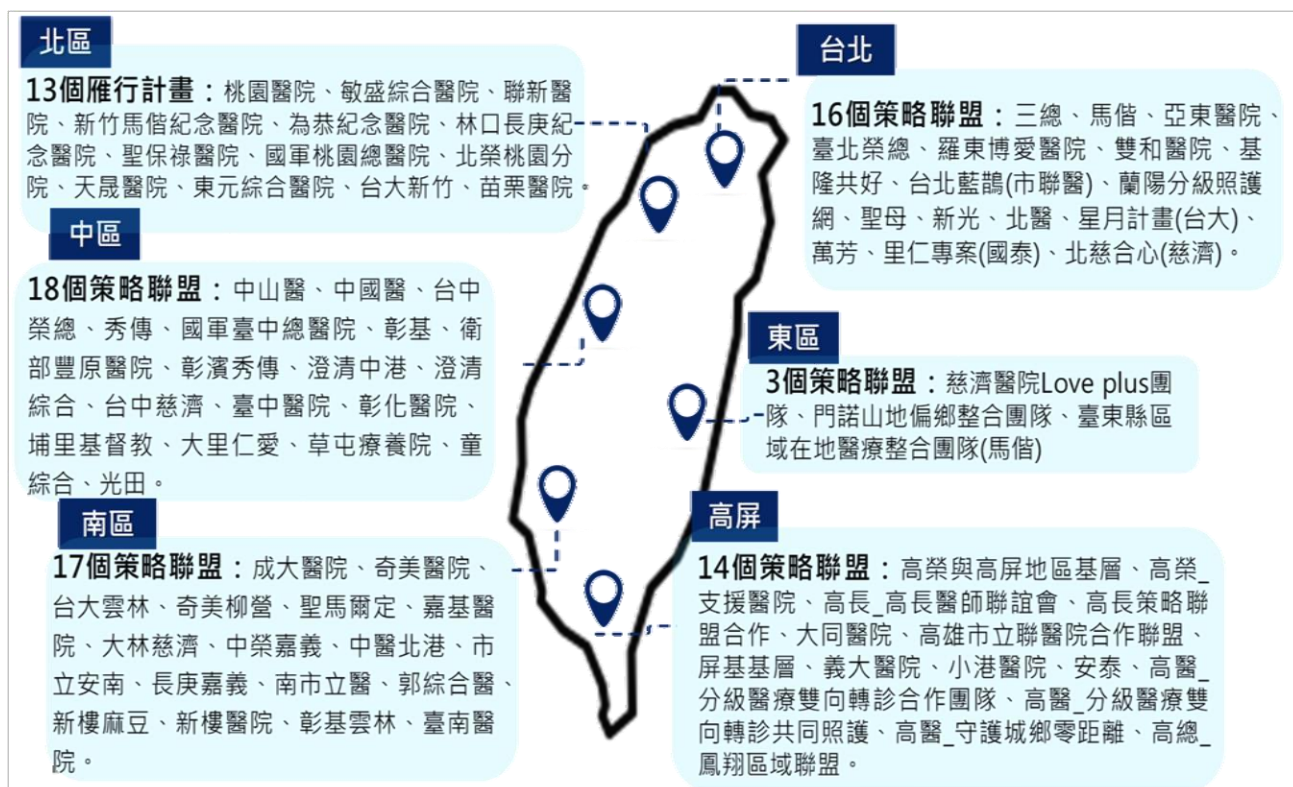 北區
13個雁行計畫：桃園醫院、敏盛綜合醫院、聯新醫
院、新竹馬偕紀念醫院、為恭紀念醫院、林口長庚紀
念醫院、聖保祿醫院、國軍桃園總醫院、北榮桃園分
院、天晟醫院、東元綜合醫院、台大新竹、苗栗醫院。
台北
16個策略聯盟：三總、馬偕、亞東醫院、
臺北榮總、羅東博愛醫院、雙和醫院、基
隆共好、台北藍鵲(市聯醫)、蘭陽分級照護
網、聖母、新光、北醫、星月計畫(台大)、
萬芳、里仁專案(國泰)、北慈合心(慈濟)。
中區
18個策略聯盟：中山醫、中國醫、台中
榮總、秀傳、國軍臺中總醫院、彰基、衛
部豐原醫院、彰濱秀傳、澄清中港、澄清
綜合、台中慈濟、臺中醫院、彰化醫院、
埔里基督教、大里仁愛、草屯療養院、童
綜合、光田。
東區
3個策略聯盟：慈濟醫院Love plus團
隊、門諾山地偏鄉整合團隊、臺東縣區
域在地醫療整合團隊(馬偕)
南區
17個策略聯盟：成大醫院、奇美醫院、
台大雲林、奇美柳營、聖馬爾定、嘉基醫
院、大林慈濟、中榮嘉義、中醫北港、市
立安南、長庚嘉義、南市立醫、郭綜合醫、
新樓麻豆、新樓醫院、彰基雲林、臺南醫
院。
高屏
14個策略聯盟：高榮與高屏地區基層、高榮_
支援醫院、高長_高長醫師聯誼會、高長策略聯
盟合作、大同醫院、高雄市立聯醫院合作聯盟、
屏基基層、義大醫院、小港醫院、安泰、高醫_
分級醫療雙向轉診合作團隊、高醫_分級醫療雙
向轉診共同照護、高醫_守護城鄉零距離、高總_
鳳翔區域聯盟。